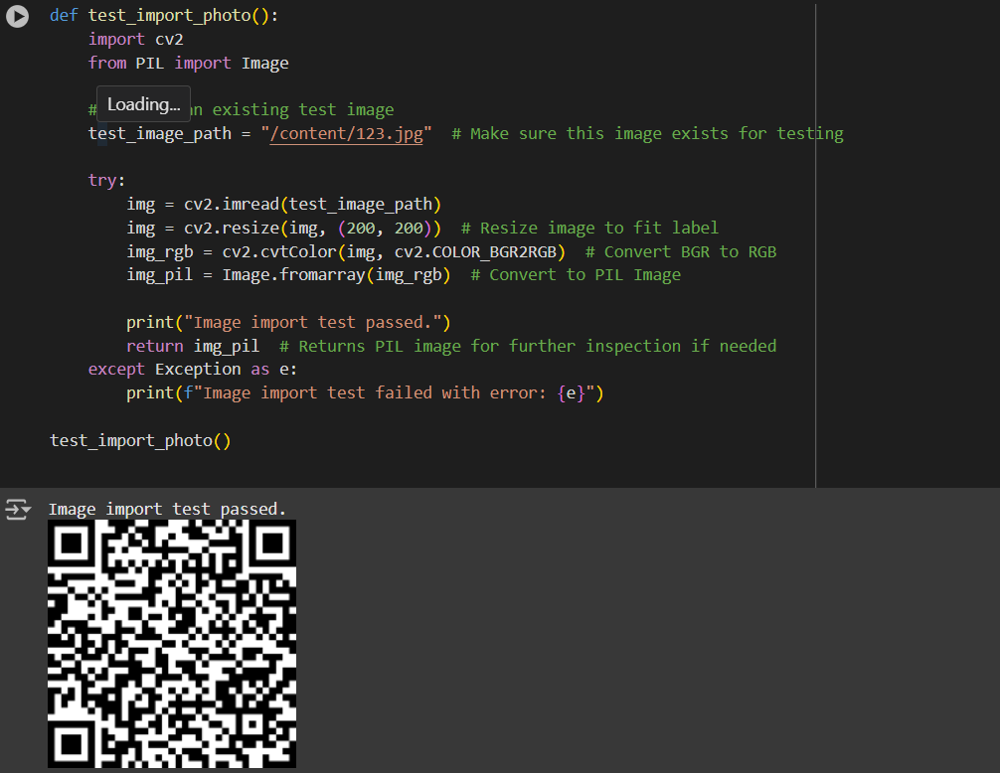 def test_import_photo():
import cv2
from PIL import Image
# an existing test image
Loading...
test_image_path = "/content/123.jpg"  # Make sure this image exists for testing
try:
img = cv2.imread(test_image_path)
img = cv2.resize(img, (200, 200))  # Resize image to fit label
img_rgb = cv2.cvtColor(img, cv2.COLOR_BGR2RGB)  # Convert BGR to RGB
img_pil = Image.fromarray(img_rgb)  # Convert to PIL Image
print("Image import test passed.")
return img_pil  # Returns PIL image for further inspection if needed
except Exception as e:
print(f"Image import test failed with error: {e}")
test_import_photo()
Image import test passed.